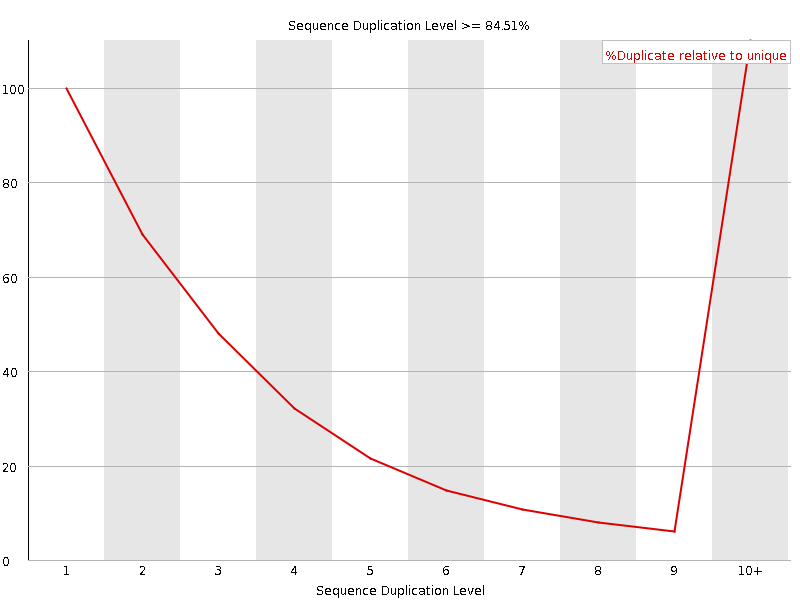 Sequence Duplication Level >= 84.51%
%Duplicate relative to unique
100
80
60
40
20
0
1 2 3 4 5 6 7 8 9 10+
Sequence Duplication Level